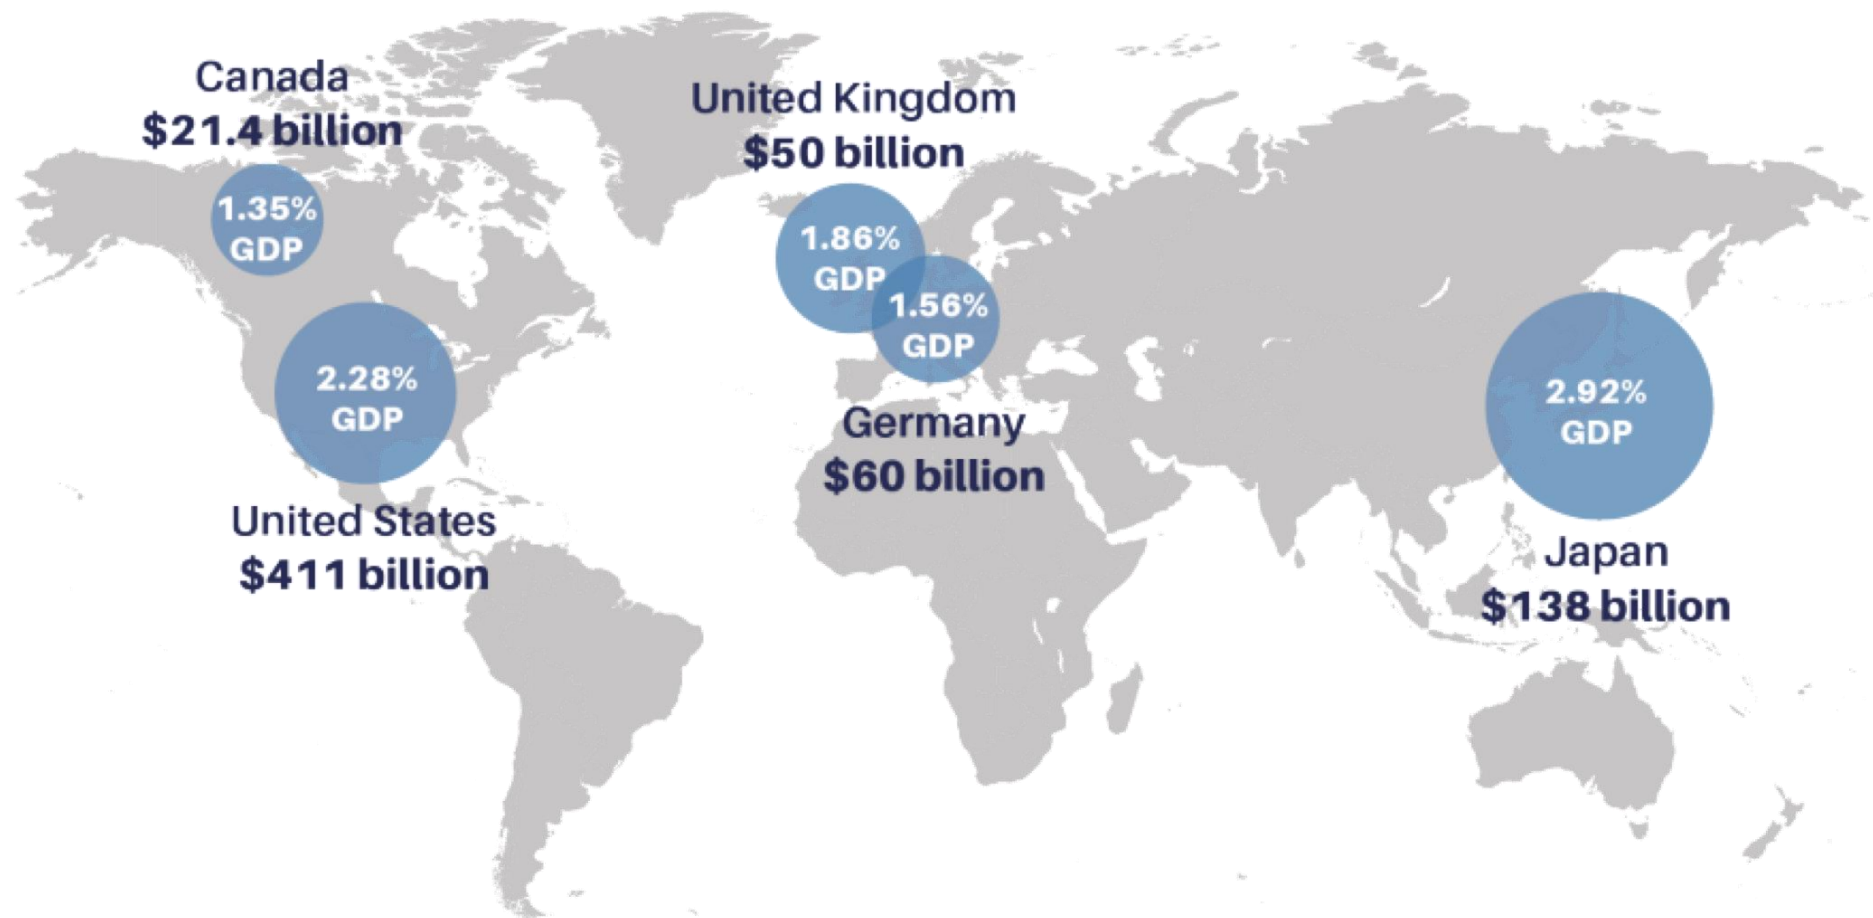 Canada
$21.4 billion
1.35%
GDP
2.28%
GDP
United States
$411 billion
United Kingdom
$50 billion
1.86%
GDP
1.56%
GDP
Germany
$60 billion
2.92%
GDP
Japan
$138 billion